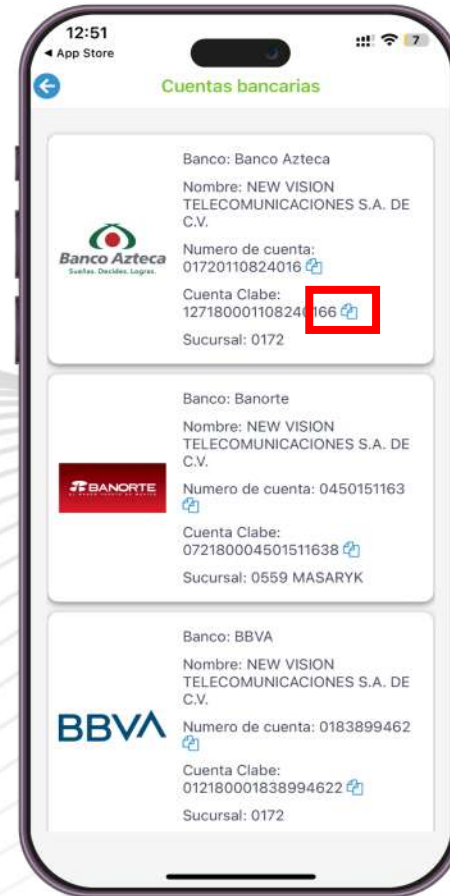 12:51
7
◀ App Store
Cuentas bancarias
Banco Azteca
Sueñas. Decides. Logras.
Banco: Banco Azteca
Nombre: NEW VISION
TELECOMUNICACIONES S.A. DE
C.V.
Numero de cuenta:
01720110824016
Cuenta Clabe:
127180001108240166
Sucursal: 0172
BANORTE
Banco: Banorte
Nombre: NEW VISION
TELECOMUNICACIONES S.A. DE
C.V.
Numero de cuenta: 0450151163
Cuenta Clabe:
072180004501511638
Sucursal: 0559 MASARYK
BBVA
Banco: BBVA
Nombre: NEW VISION
TELECOMUNICACIONES S.A. DE
C.V.
Numero de cuenta: 0183899462
Cuenta Clabe:
012180001838994622
Sucursal: 0172